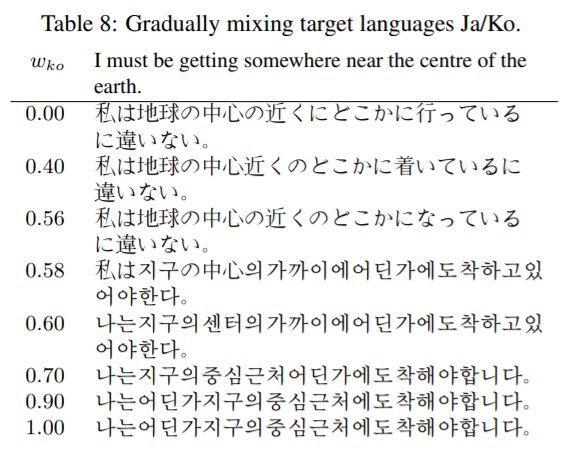 Table 8: Gradually mixing target languages Ja/Ko.
w_ko I must be getting somewhere near the centre of the
earth.
0.00 私は地球の中心の近くにどこかに行っている
に違いない。
0.40 私は地球の中心近くのどこかに着いているに
違いない。
0.56 私は地球の中心の近くのどこかになっている
に違いない。
0.58 私は지구の中心의가까이에어딘가에도착하고있
어야한다。
0.60 나는지구의센터의가까이에어딘가에도착하고있
어야한다。
0.70 나는지구의중심근처어딘가에도착해야합니다。
0.90 나는어딘가지구의중심근처에도착해야합니다。
1.00 나는어딘가지구의중심근처에도착해야합니다。